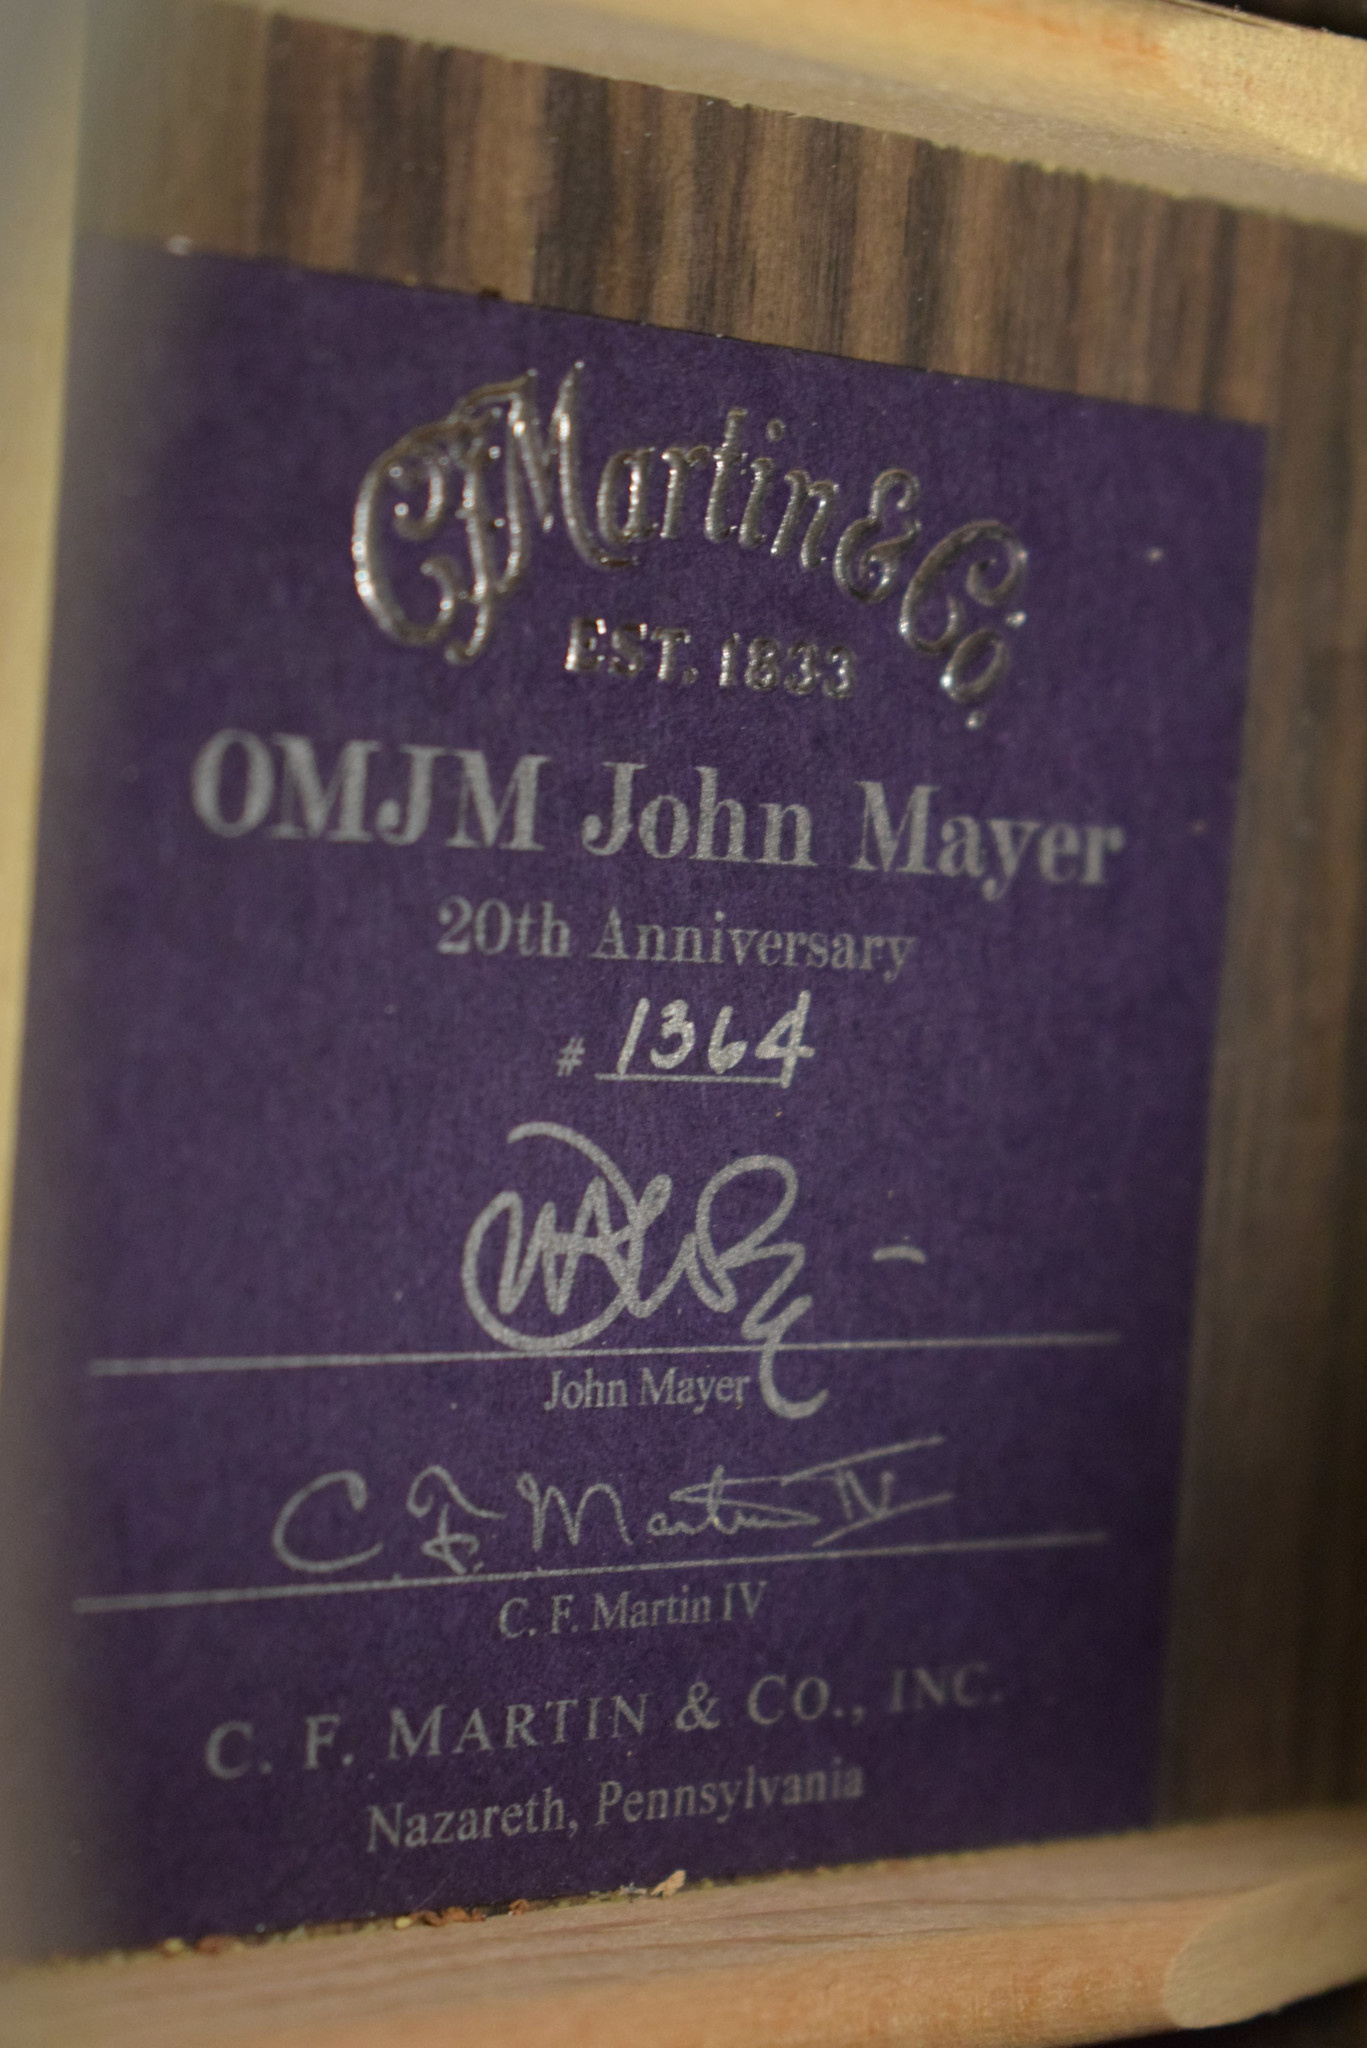 CF Martin & Co.
EST. 1833
OMJM John Mayer
20th Anniversary
# 1364
John Mayer
C. F. Martin IV
C. F. Martin IV
C. F. MARTIN & CO., INC.
Nazareth, Pennsylvania